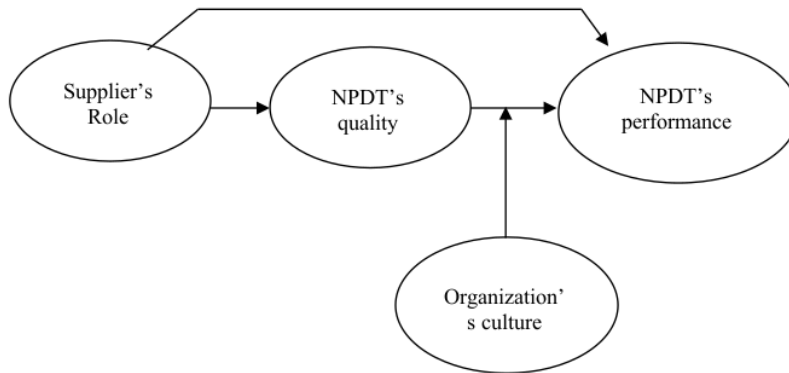 Supplier’s
Role
NPDT’s
quality
NPDT’s
performance
Organization’
s culture